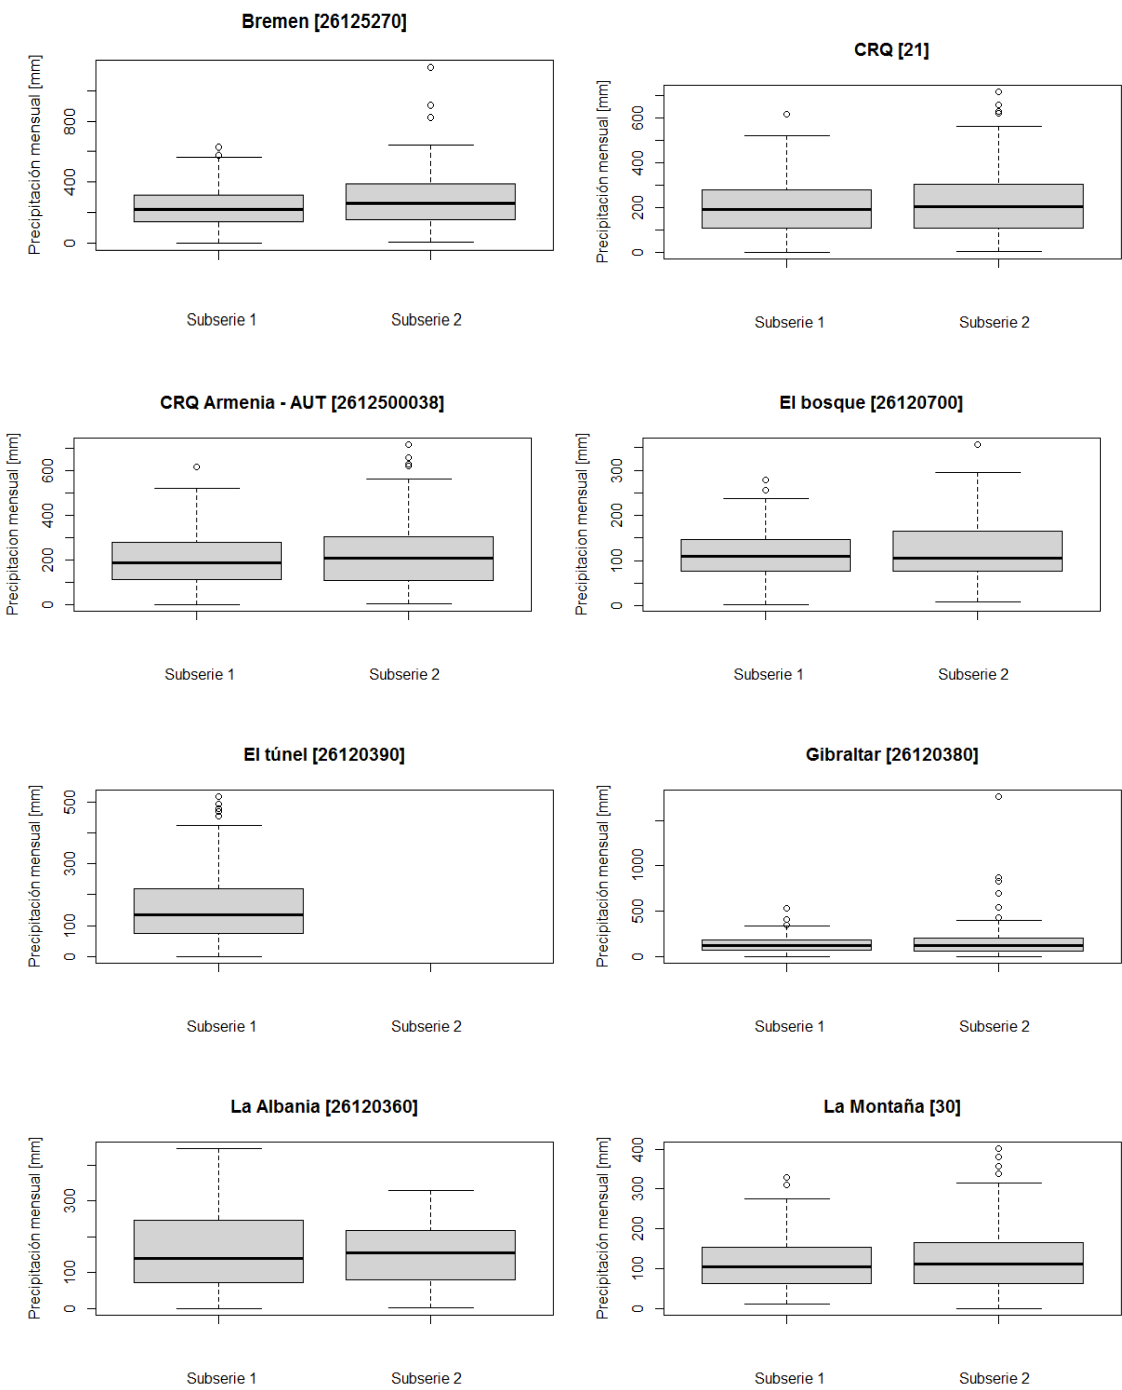 Bremen [26125270]
Precipitación mensual [mm]
800
400
0
Subserie 1
Subserie 2
CRQ [21]
Precipitación mensual [mm]
600
400
200
0
Subserie 1
Subserie 2
CRQ Armenia - AUT [2612500038]
Precipitacion mensual [mm]
600
400
200
0
Subserie 1
Subserie 2
El bosque [26120700]
Precipitación mensual [mm]
300
200
100
0
Subserie 1
Subserie 2
El túnel [26120390]
Precipitación mensual [mm]
500
300
100
0
Subserie 1
Subserie 2
Gibraltar [26120380]
Precipitación mensual [mm]
1000
500
0
Subserie 1
Subserie 2
La Albania [26120360]
Precipitación mensual [mm]
300
100
0
Subserie 1
Subserie 2
La Montaña [30]
Precipitación mensual [mm]
400
300
200
100
0
Subserie 1
Subserie 2